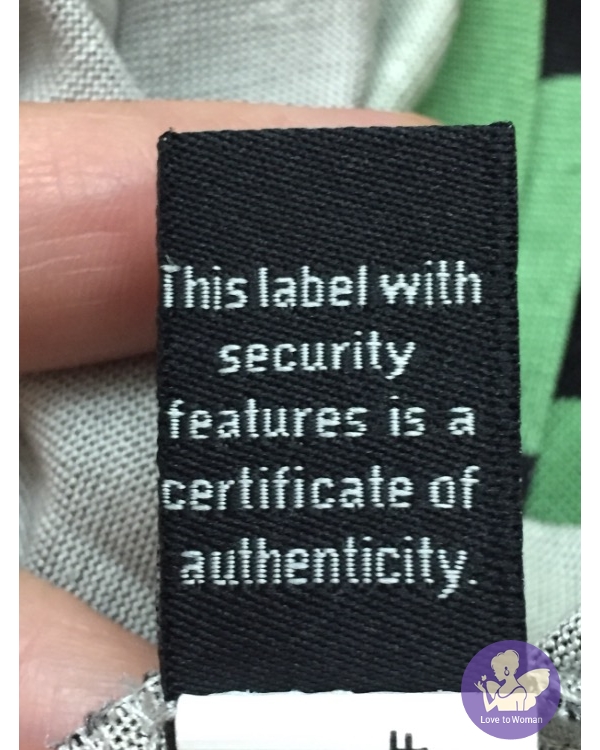 This label with
security
features is a
certificate of
authenticity.
Love to Woman